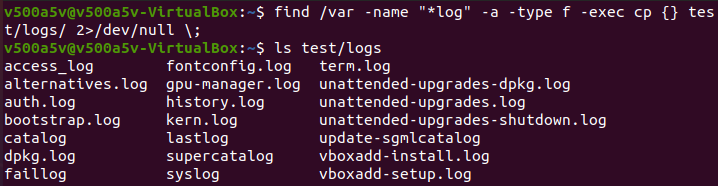 v500a5v@v500a5v-VirtualBox:~$ find /var -name "*log" -a -type f -exec cp {} tes
t/logs/ 2>/dev/null \;
v500a5v@v500a5v-VirtualBox:~$ ls test/logs
access_log        fontconfig.log   term.log
alternatives.log  gpu-manager.log  unattended-upgrades-dpkg.log
auth.log          history.log      unattended-upgrades.log
bootstrap.log     kern.log         unattended-upgrades-shutdown.log
catalog           lastlog          update-sgmlcatalog
dpkg.log          supercatalog     vboxadd-install.log
faillog           syslog           vboxadd-setup.log